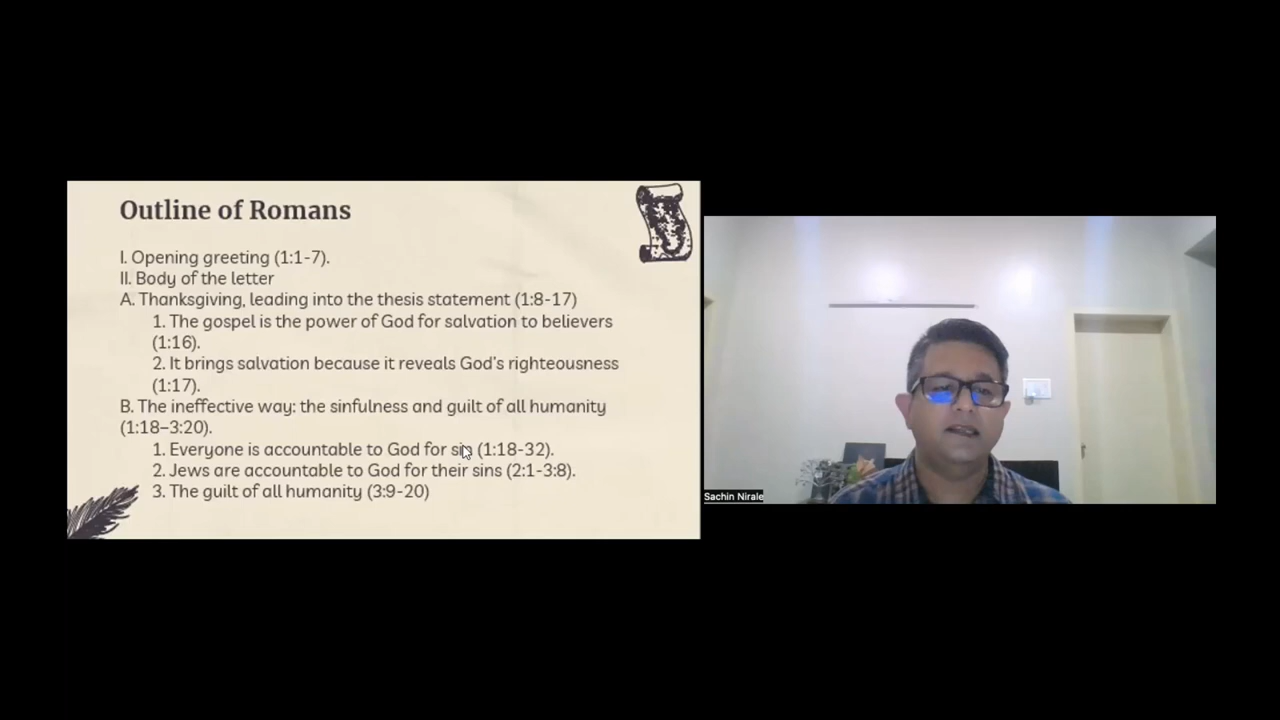 Outline of Romans
I. Opening greeting (1:1-7).
II. Body of the letter
A. Thanksgiving, leading into the thesis statement (1:8-17)
1. The gospel is the power of God for salvation to believers
(1:16).
2. It brings salvation because it reveals God's righteousness
(1:17).
B. The ineffective way: the sinfulness and guilt of all humanity
(1:18–3:20).
1. Everyone is accountable to God for sin (1:18-32).
2. Jews are accountable to God for their sins (2:1-3:8).
3. The guilt of all humanity (3:9-20)
Sachin Nirale